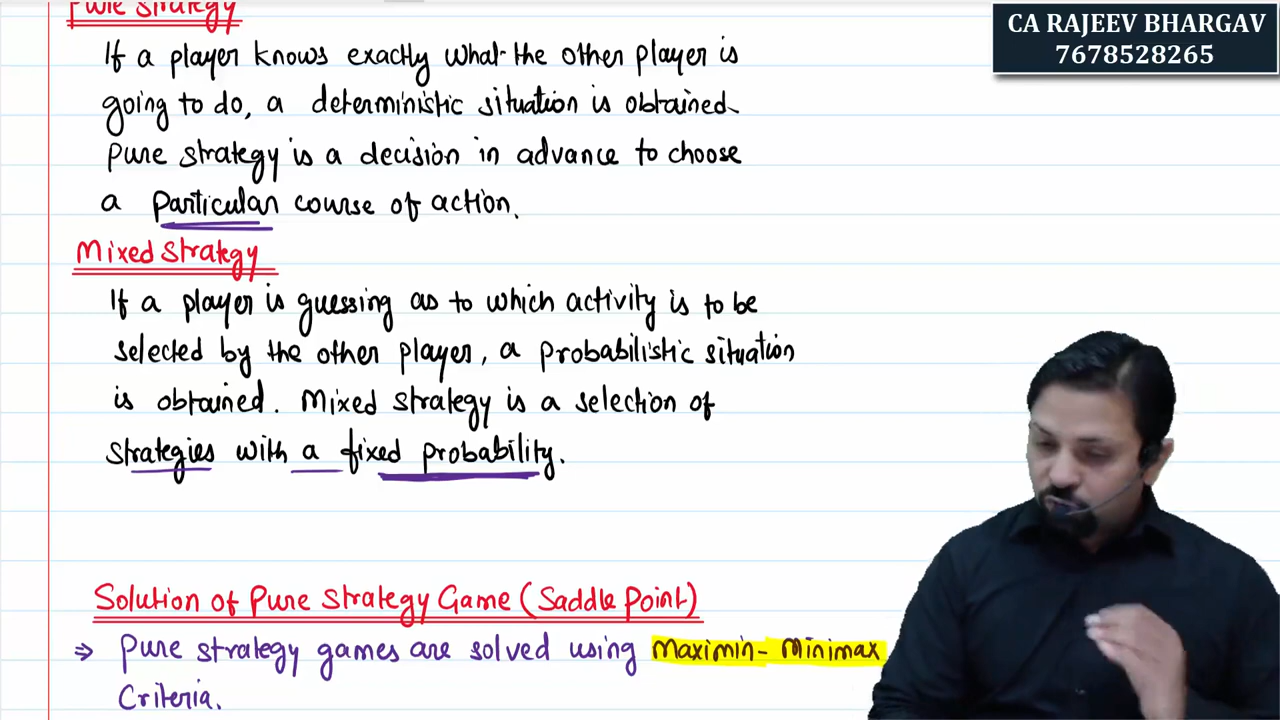 Pure Strategy
If a player knows exactly what the other player is
going to do, a deterministic situation is obtained.
Pure strategy is a decision in advance to choose
a particular course of action.
Mixed Strategy
If a player is guessing as to which activity is to be
selected by the other player, a probabilistic situation
is obtained. Mixed strategy is a selection of
strategies with a fixed probability.
Solution of Pure Strategy Game (Saddle Point)
⇒ Pure strategy games are solved using Maximin - Minimax
Criteria.
CA RAJEEV BHARGAV
7678528265